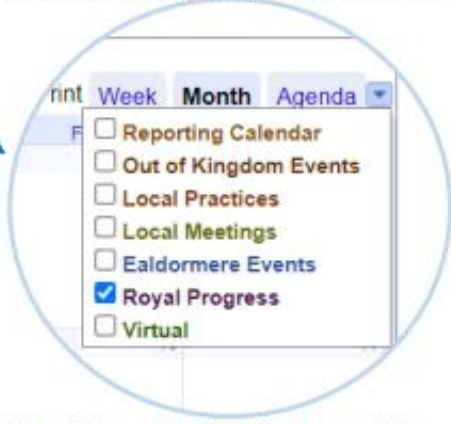 rint Week Month Agenda
F
Reporting Calendar
Out of Kingdom Events
Local Practices
Local Meetings
Ealdormere Events
Royal Progress
Virtual